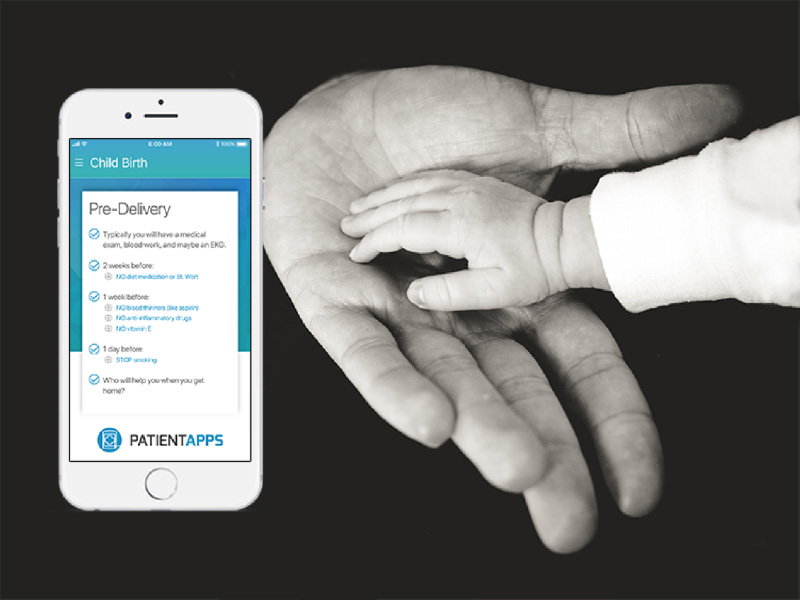 6:00 AM
100%
Child Birth
Pre-Delivery
Typically you will have a medical
exam, blood work, and maybe an EKG.
2 weeks before:
NO diet medication or St. Wort
1 week before:
NO blood thinners (like aspirin)
NO anti-inflammatory drugs
NO vitamin E
1 day before:
STOP smoking
Who will help you when you get
home?
PATIENTAPPS